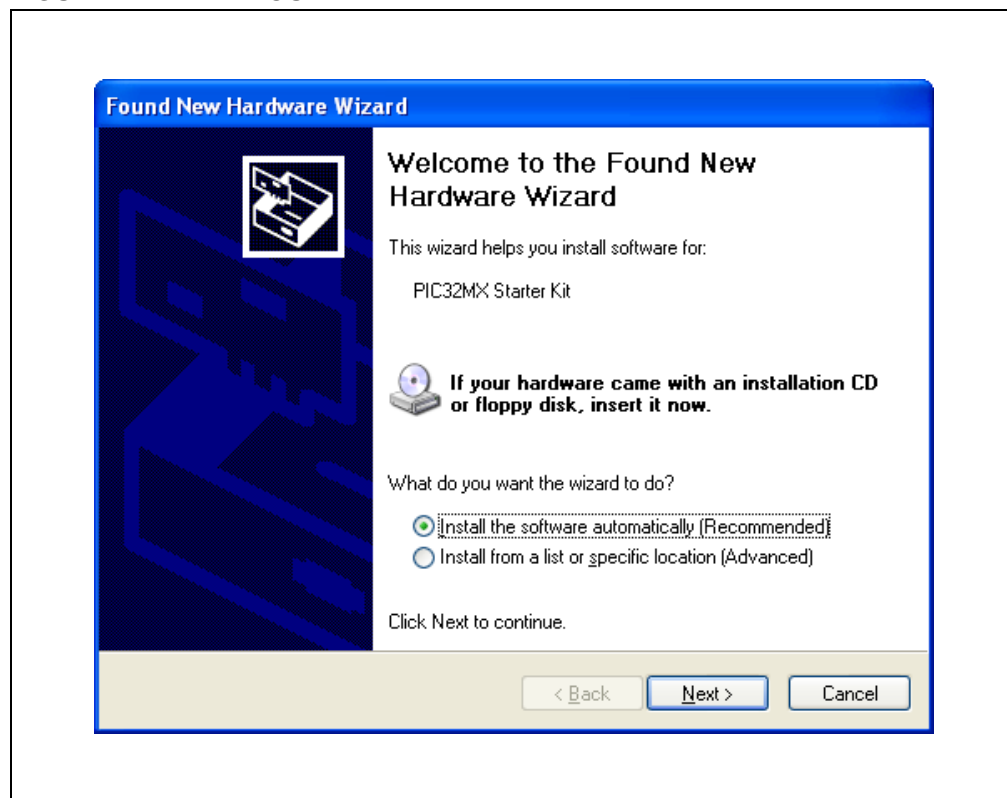 Found New Hardware Wizard
Welcome to the Found New
Hardware Wizard
This wizard helps you install software for:
PIC32MX Starter Kit
If your hardware came with an installation CD
or floppy disk, insert it now.
What do you want the wizard to do?
Install the software automatically (Recommended)
Install from a list or specific location (Advanced)
Click Next to continue.
< Back Next > Cancel